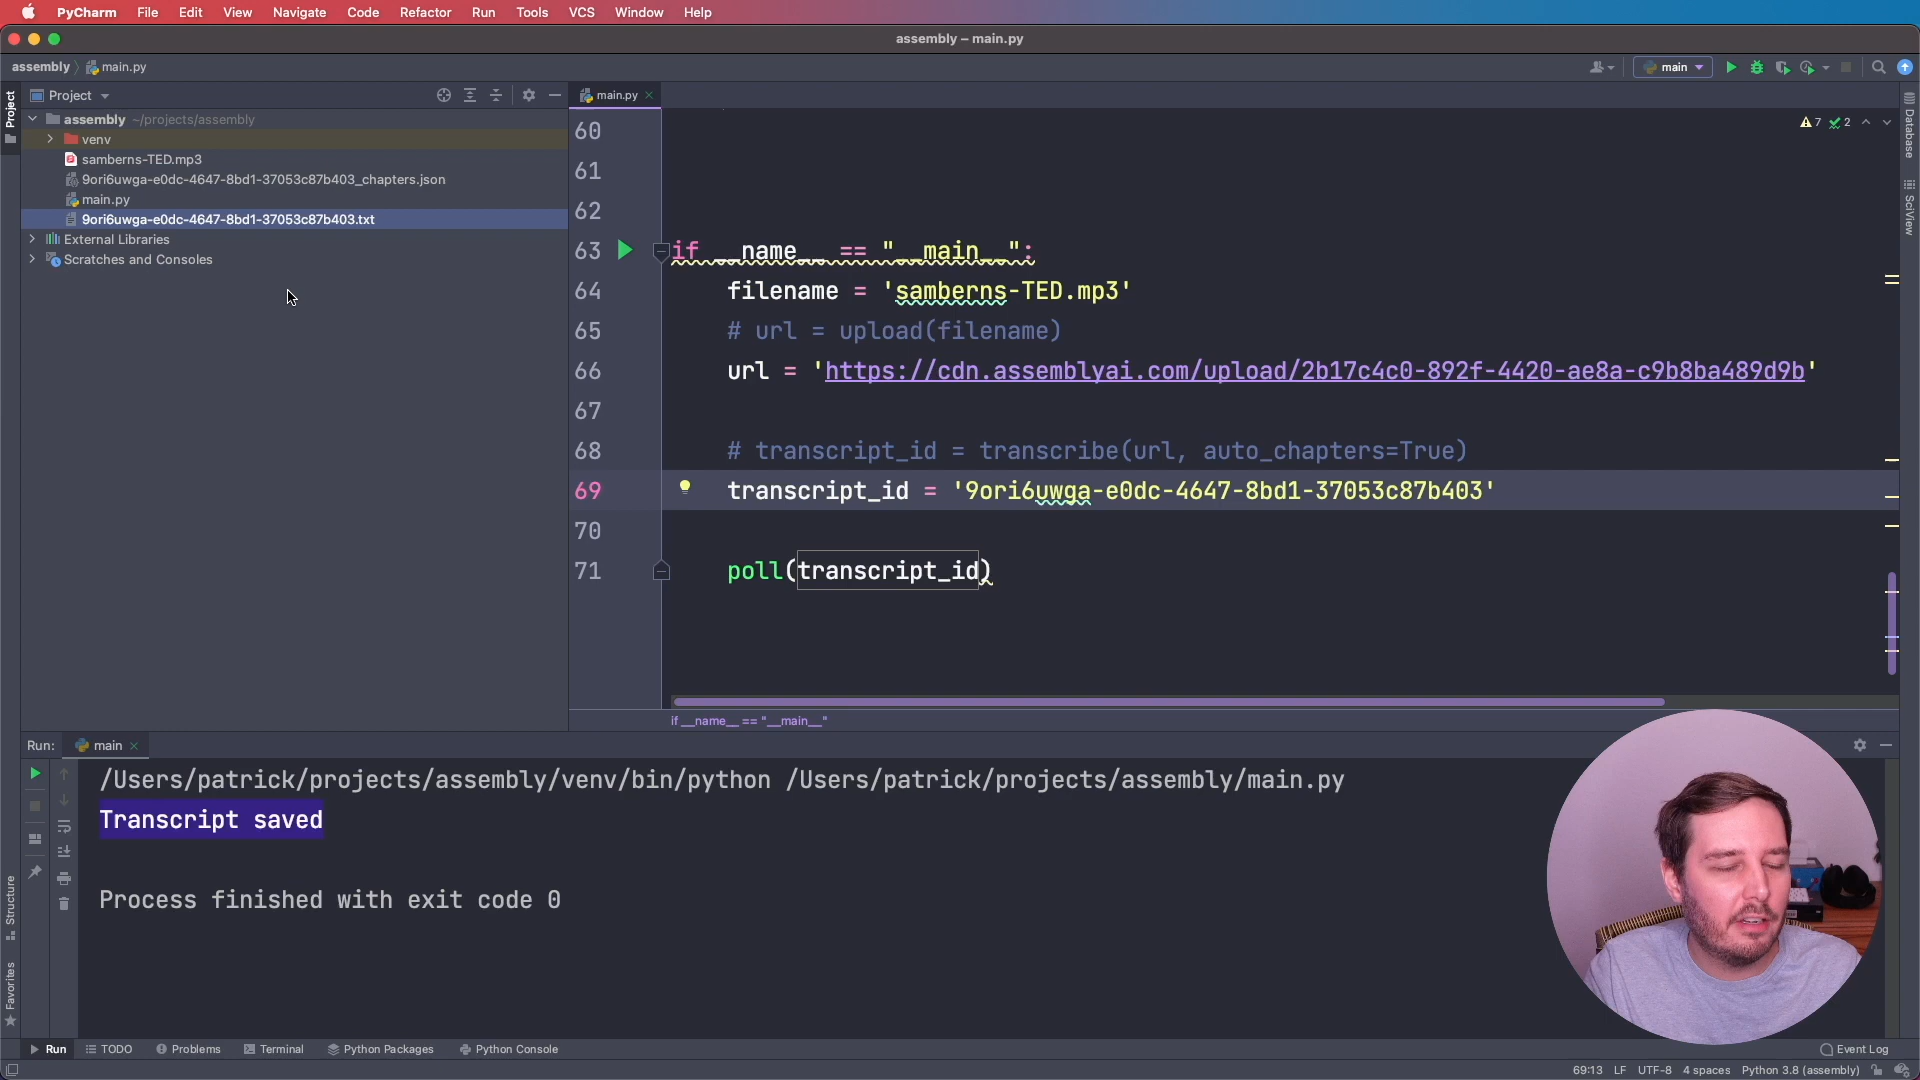 PyCharm File Edit View Navigate Code Refactor Run Tools VCS Window Help
assembly – main.py
assembly main.py
main
Project
main.py
7 2
assembly ~/projects/assembly
venv
samberns-TED.mp3
9ori6uwga-e0dc-4647-8bd1-37053c87b403_chapters.json
main.py
9ori6uwga-e0dc-4647-8bd1-37053c87b403.txt
External Libraries
Scratches and Consoles
Project
Structure
Favorites
Database
SciView
60
61
62
63 if __name__ == "__main__":
64 filename = 'samberns-TED.mp3'
65 # url = upload(filename)
66 url = 'https://cdn.assemblyai.com/upload/2b17c4c0-892f-4420-ae8a-c9b8ba489d9b'
67
68 # transcript_id = transcribe(url, auto_chapters=True)
69 transcript_id = '9ori6uwga-e0dc-4647-8bd1-37053c87b403'
70
71 poll(transcript_id)
if __name__ == "__main__"
Run: main
/Users/patrick/projects/assembly/venv/bin/python /Users/patrick/projects/assembly/main.py
Transcript saved
Process finished with exit code 0
Run TODO Problems Terminal Python Packages Python Console Event Log
69:13 LF UTF-8 4 spaces Python 3.8 (assembly)